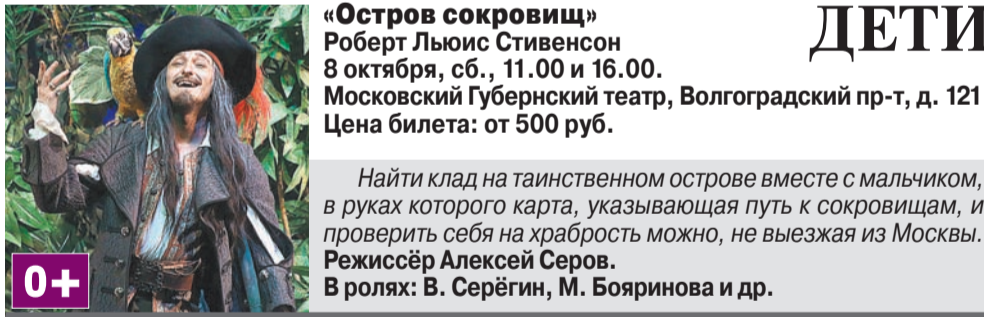 «Остров сокровищ»
Роберт Льюис Стивенсон
8 октября, сб., 11.00 и 16.00.
Московский Губернский театр, Волгоградский пр-т, д. 121
Цена билета: от 500 руб.
ДЕТИ
Найти клад на таинственном острове вместе с мальчиком,
в руках которого карта, указывающая путь к сокровищам, и
проверить себя на храбрость можно, не выезжая из Москвы.
Режиссёр Алексей Серов.
В ролях: В. Серёгин, М. Бояринова и др.
0+